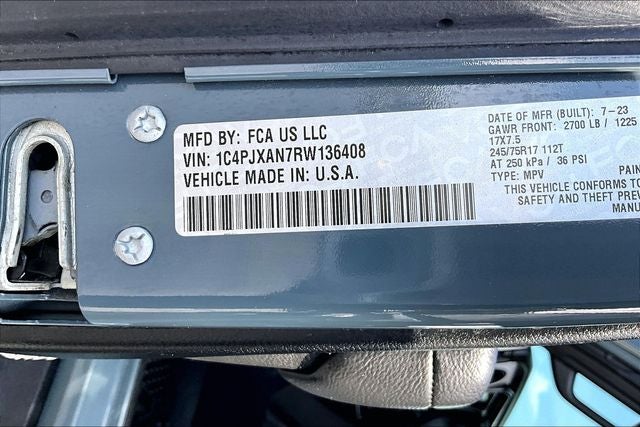 MFD BY: FCA US LLC
VIN: 1C4PJXAN7RW136408
VEHICLE MADE IN: U.S.A.
DATE OF MFR (BUILT): 7-23
GAWR FRONT: 2700 LB / 1225
17X7.5
245/75R17 112T
AT 250 kPa / 36 PSI
TYPE: MPV PAIN
THIS VEHICLE CONFORMS TO
SAFETY AND THEFT PREVE
MANU